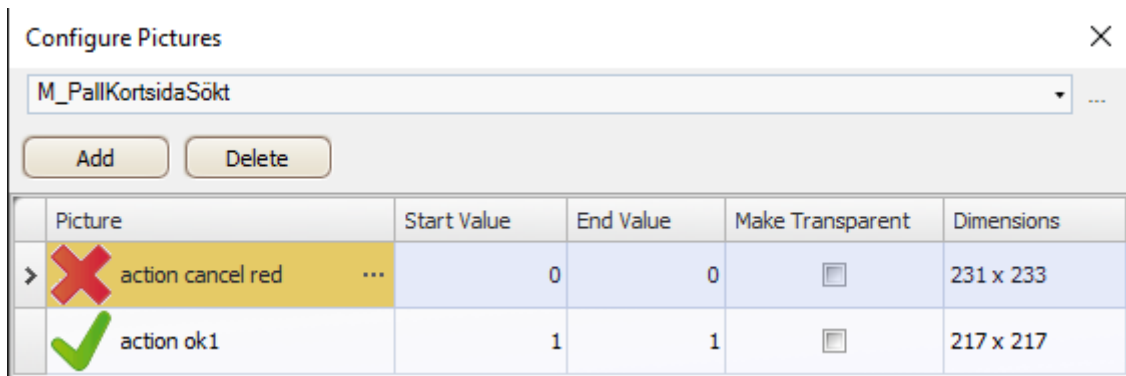 Configure Pictures
M_PallKortsidaSökt
...
Add Delete
Picture Start Value End Value Make Transparent Dimensions
action cancel red ... 0 0 231 x 233
action ok1 1 1 217 x 217